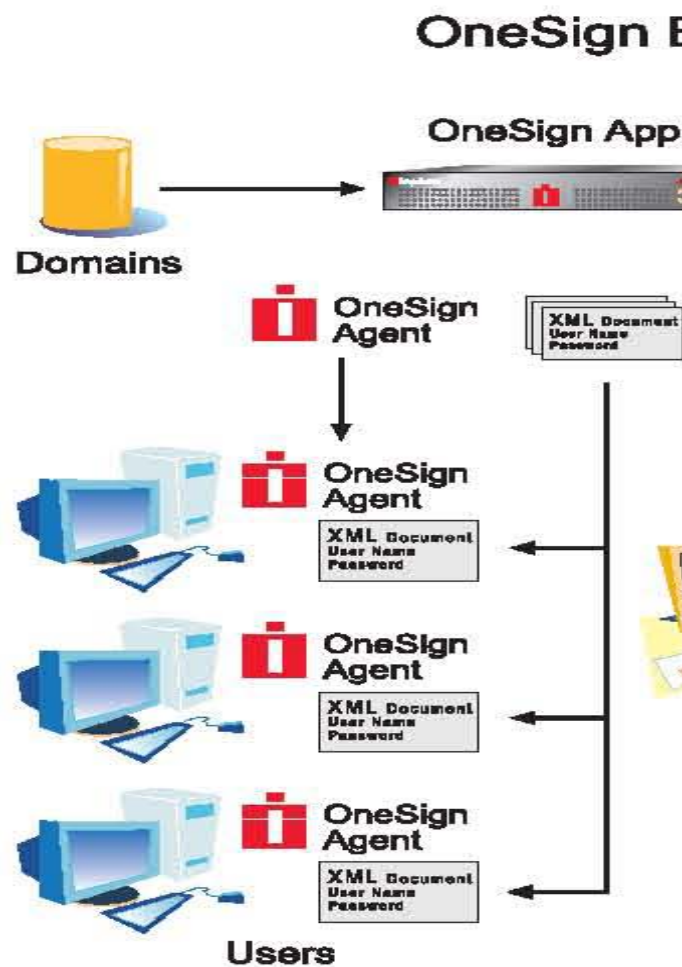 OneSign E
OneSign App
Domains
OneSign
Agent
XML Document
User Name
Password
OneSign
Agent
XML Document
User Name
Password
OneSign
Agent
XML Document
User Name
Password
OneSign
Agent
XML Document
User Name
Password
Users